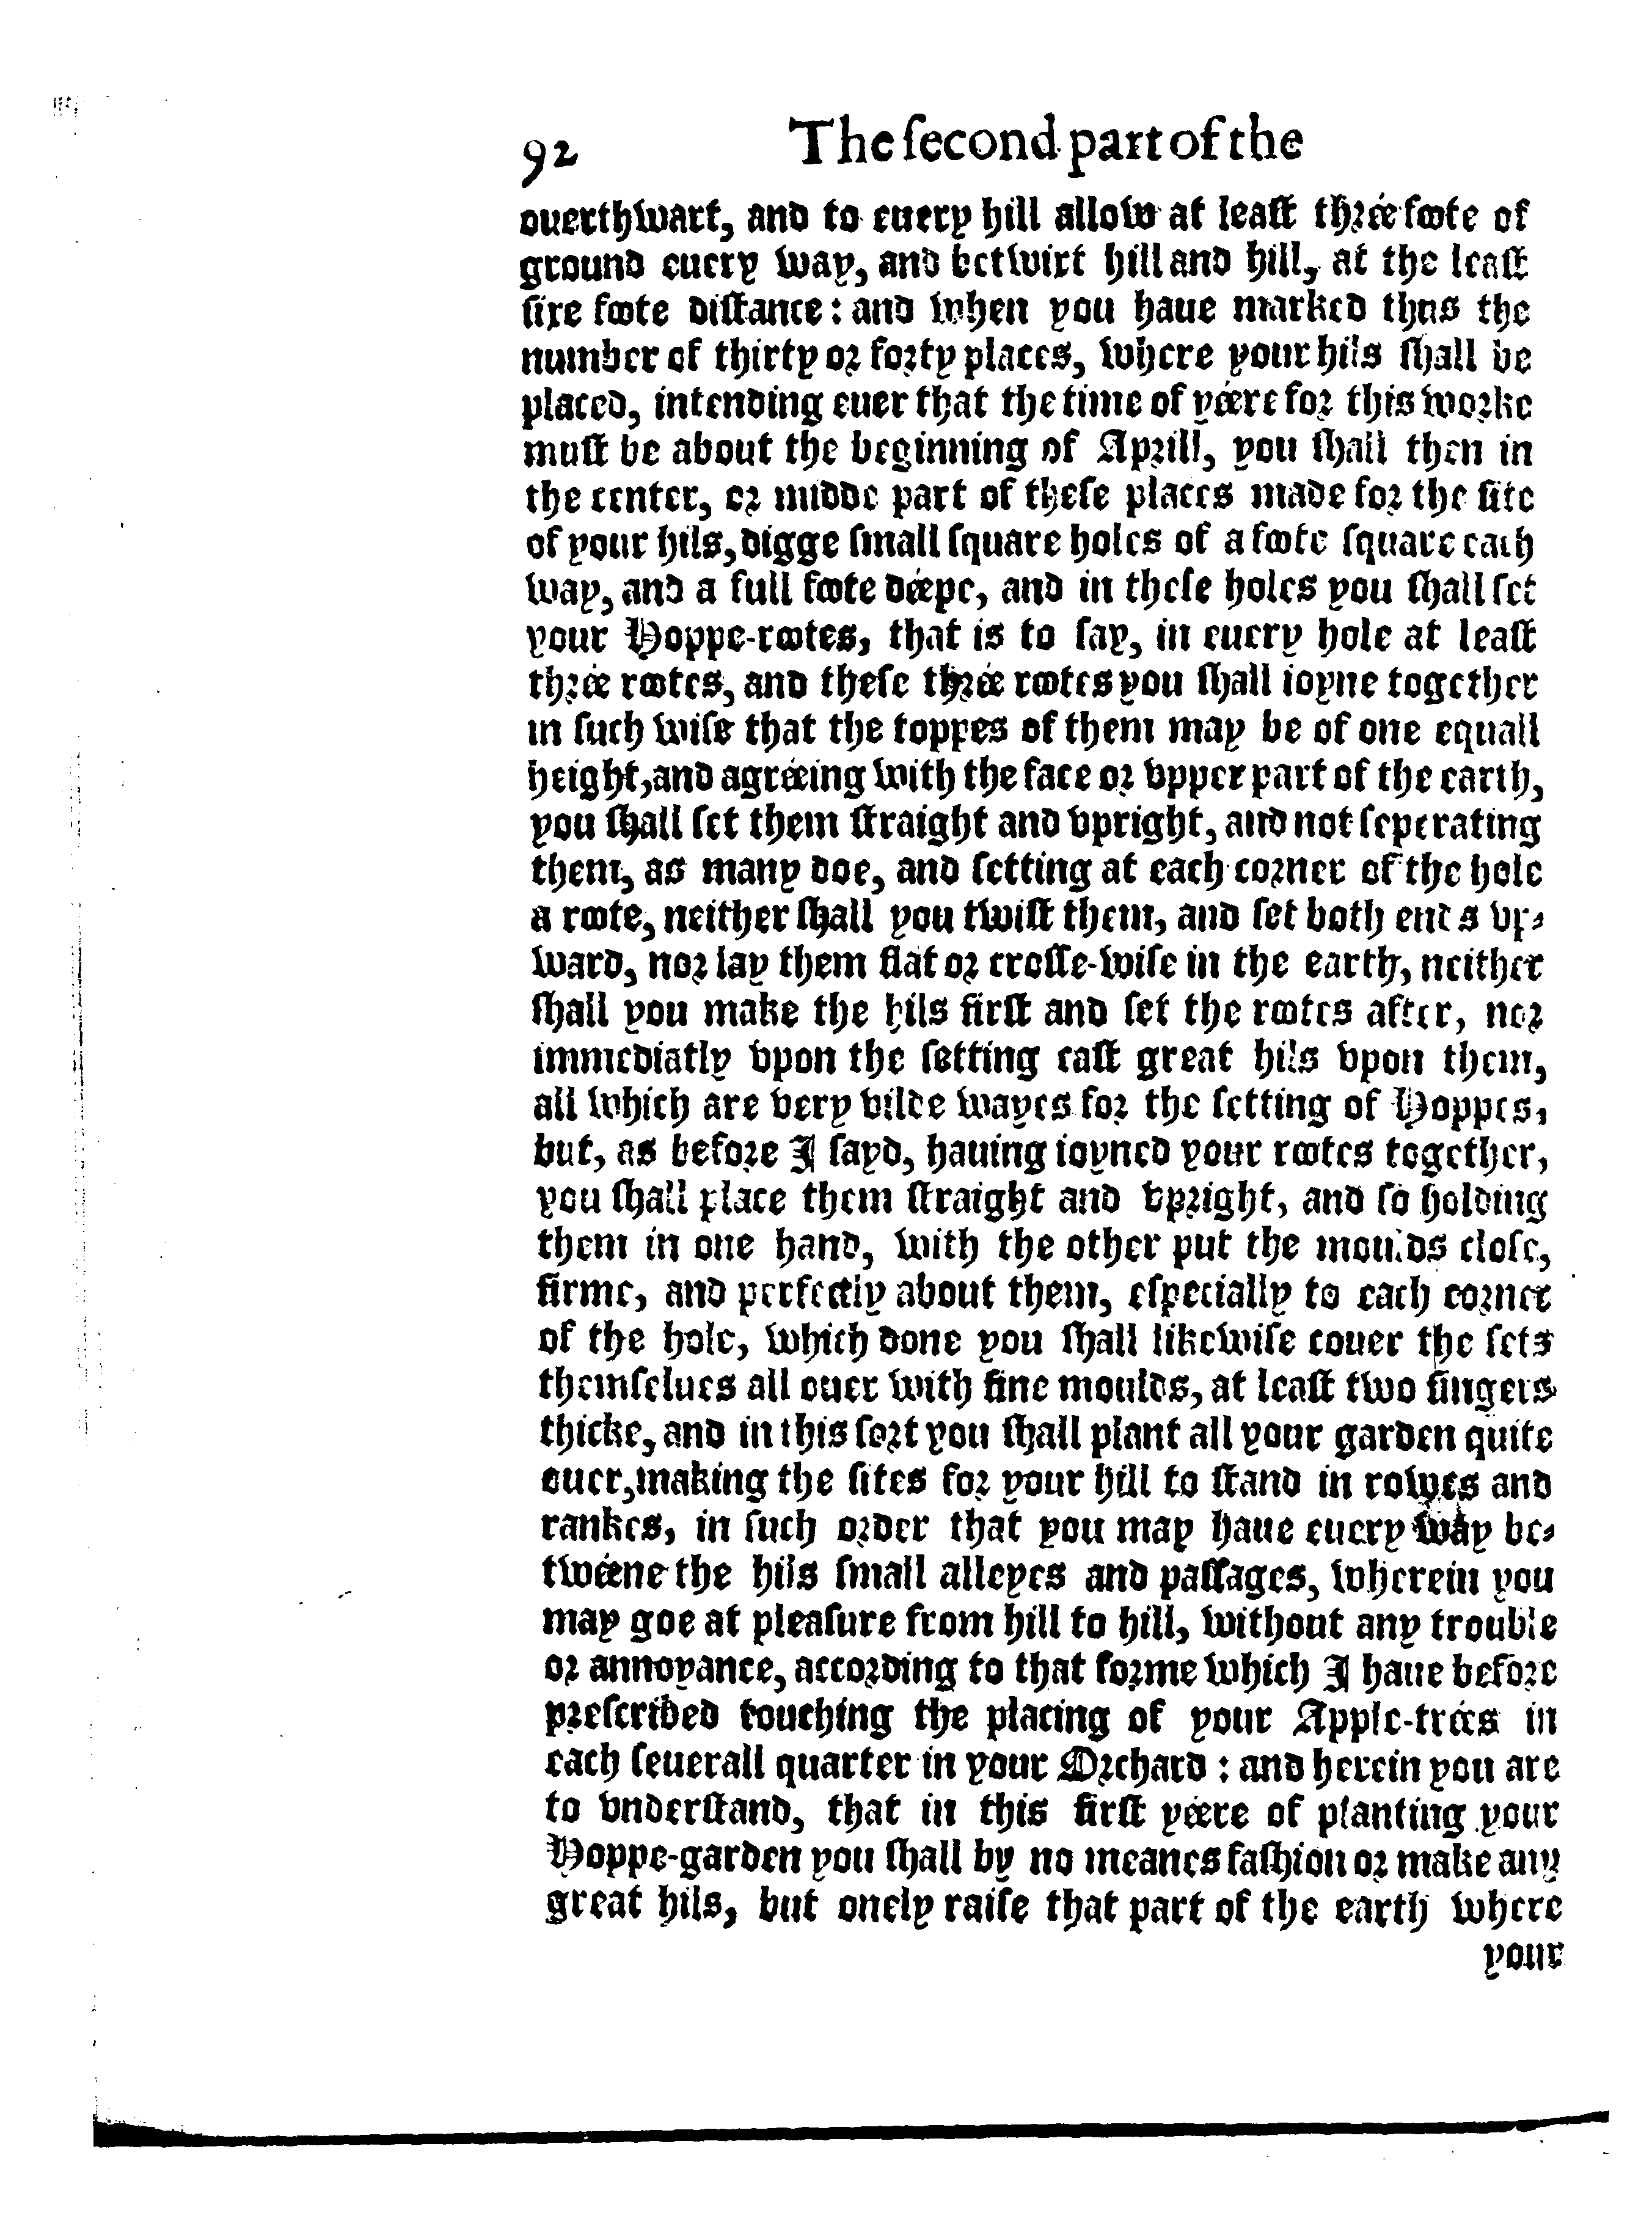 92 The ſecond part of the
ouerthwart, and to euery hill allow at leaſt thrée foote of
ground euery way, and betwixt hill and hill, at the leaſt
ſixe foote diſtance: and when you haue marked thus the
number of thirty or forty places, where your hils ſhall be
placed, intending euer that the time of yéere for this worke
muſt be about the beginning of Aprill, you ſhall then in
the center, or midde part of theſe places made for the ſite
of your hils, digge ſmall ſquare holes of a foote ſquare each
way, and a full foote déepe, and in theſe holes you ſhall ſet
your Hoppe-rootes, that is to ſay, in euery hole at leaſt
thrée rootes, and theſe thrée rootes you ſhall ioyne together
in ſuch wiſe that the toppes of them may be of one equall
height, and agréeing with the face or vpper part of the earth,
you ſhall ſet them ſtraight and vpright, and not ſeperating
them, as many doe, and ſetting at each corner of the hole
a roote, neither ſhall you twiſt them, and ſet both ends vp-
ward, nor lay them flat or croſſe-wiſe in the earth, neither
ſhall you make the hils firſt and ſet the rootes after, nor
immediatly vpon the ſetting caſt great hils vpon them,
all which are very vilde wayes for the ſetting of Hoppes,
but, as before I ſayd, hauing ioyned your rootes together,
you ſhall place them ſtraight and vpright, and ſo holding
them in one hand, with the other put the moulds cloſe,
firme, and perfectly about them, eſpecially to each corner
of the hole, which done you ſhall likewiſe couer the ſets
themſelues all ouer with fine moulds, at leaſt two fingers
thicke, and in this ſort you ſhall plant all your garden quite
ouer, making the ſites for your hill to ſtand in rowes and
rankes, in ſuch order that you may haue euery way be-
twéene the hils ſmall alleyes and paſſages, wherein you
may goe at pleaſure from hill to hill, without any trouble
or annoyance, according to that forme which I haue before
preſcribed touching the placing of your Apple-trées in
each ſeuerall quarter in your Orchard: and herein you are
to vnderſtand, that in this firſt yéere of planting your
Hoppe-garden you ſhall by no meanes faſhion or make any
great hils, but onely raiſe that part of the earth where
your